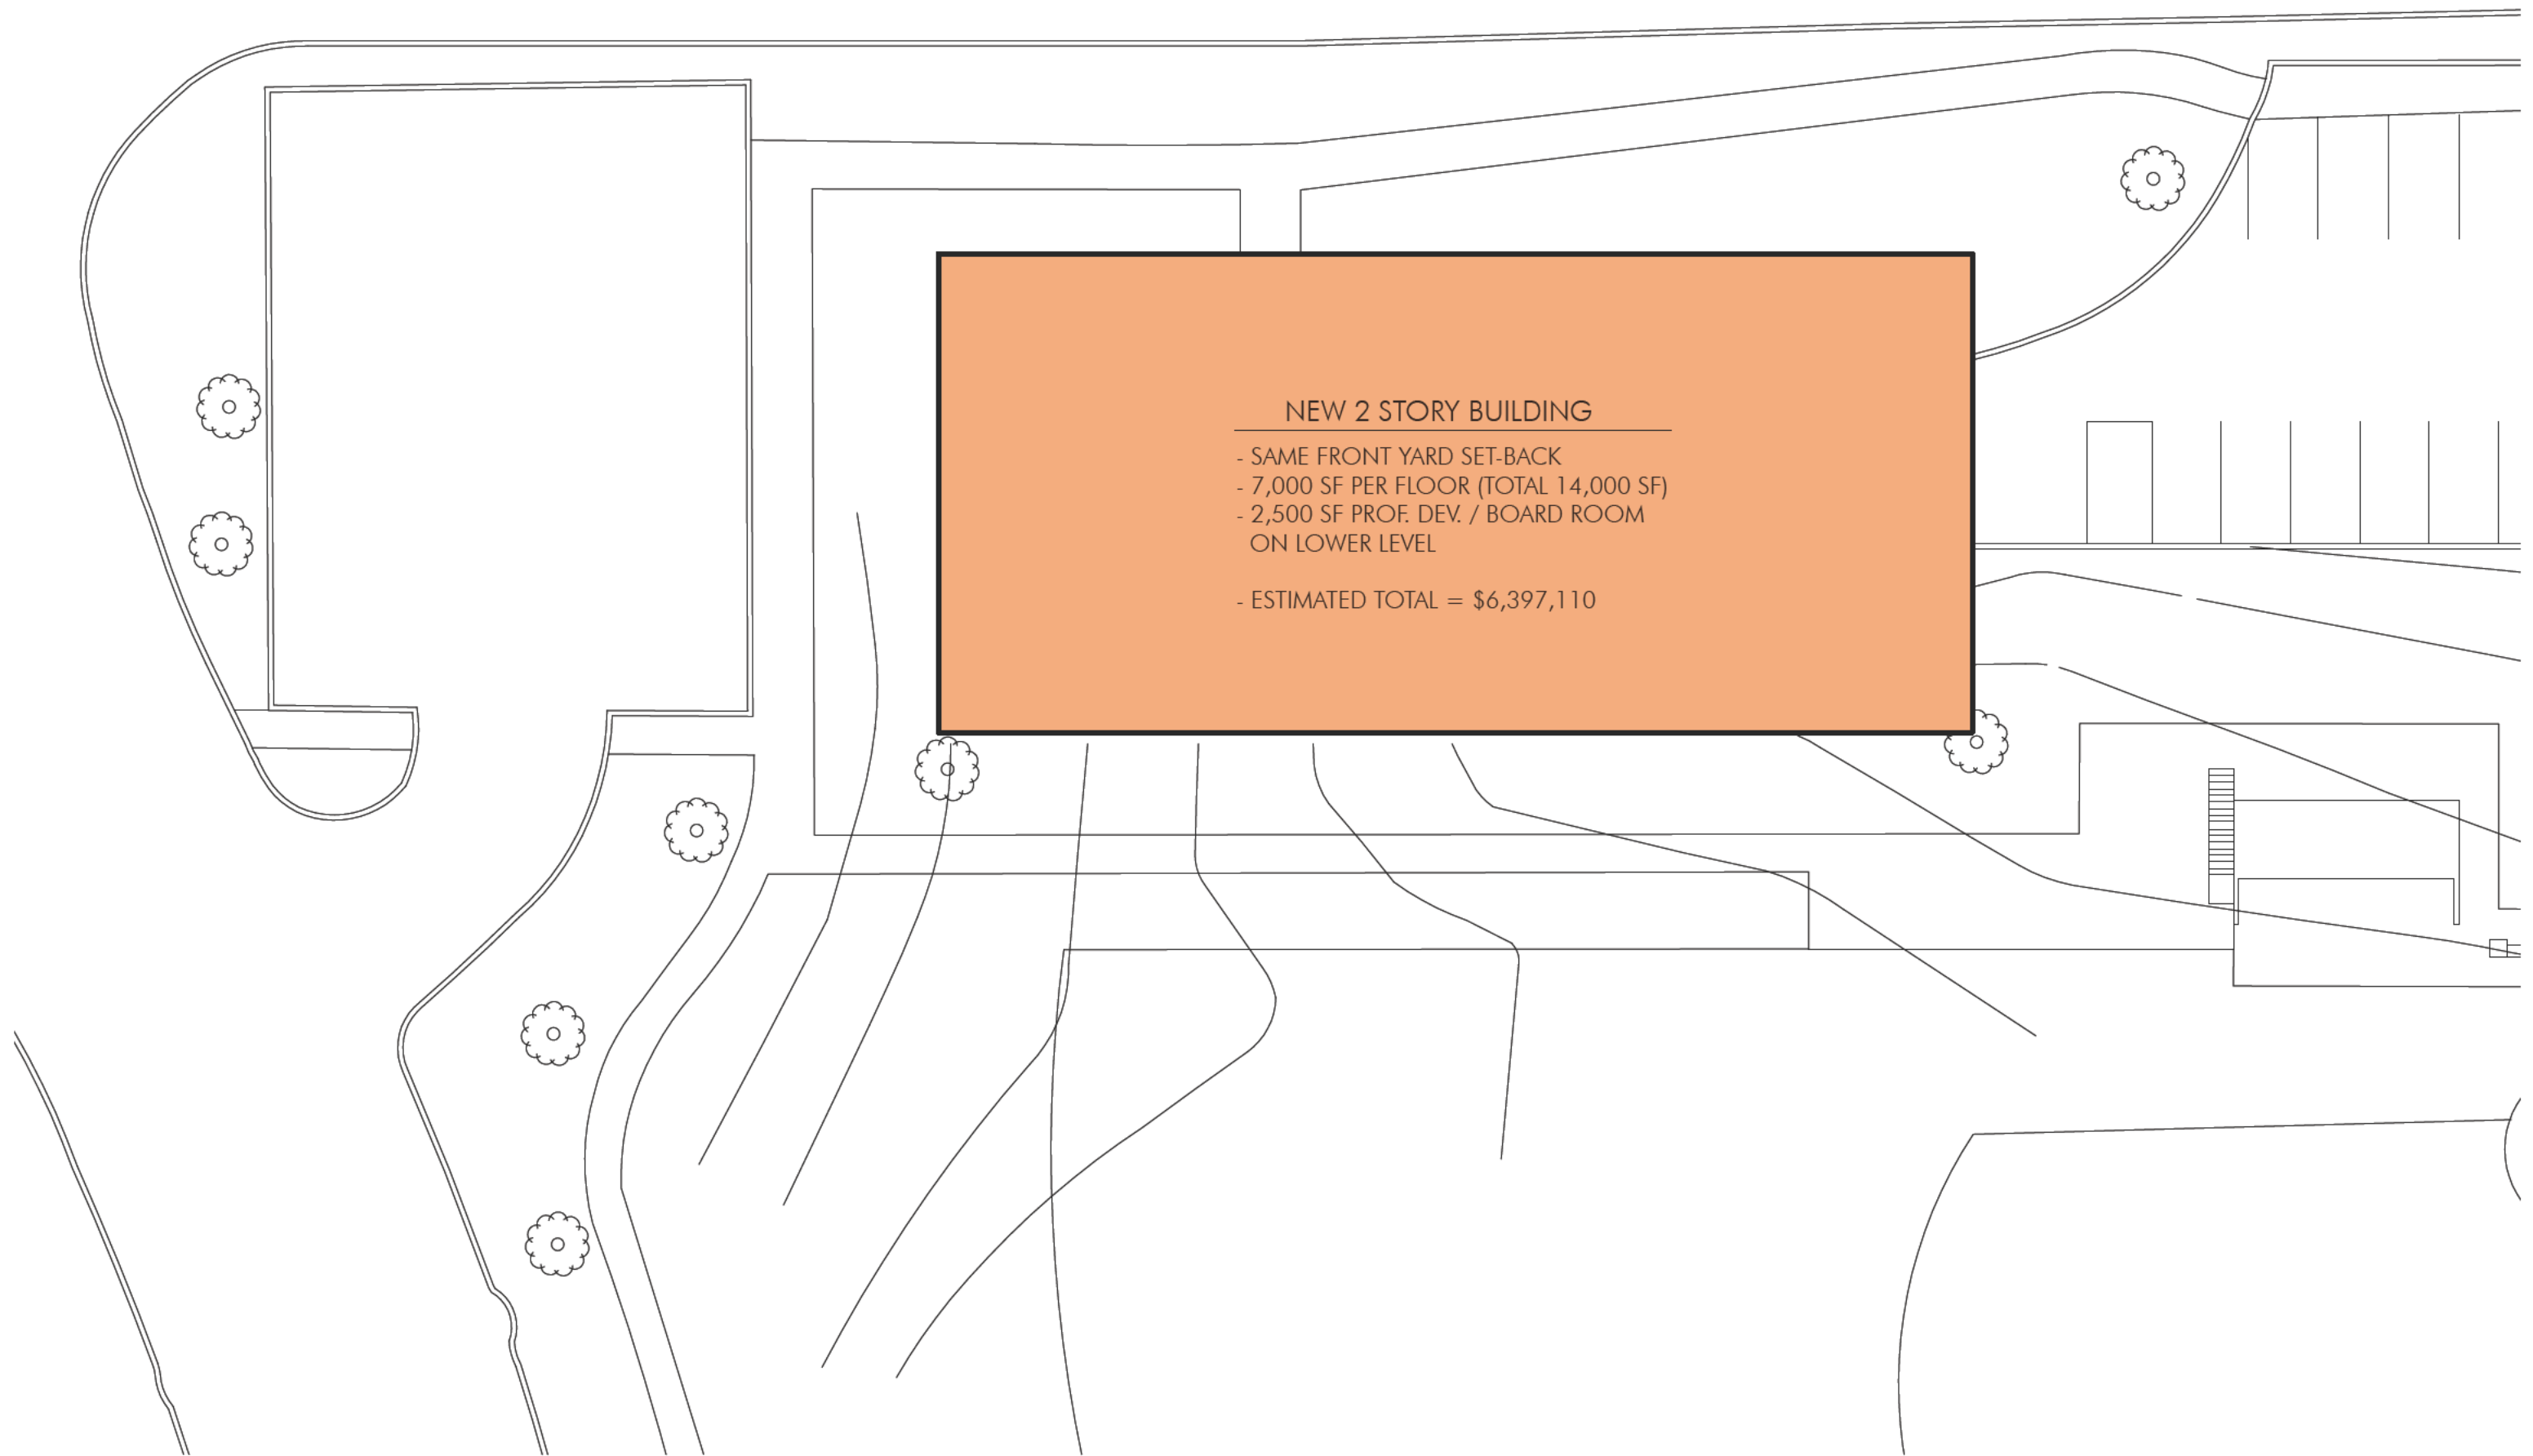 NEW 2 STORY BUILDING
- SAME FRONT YARD SET-BACK
- 7,000 SF PER FLOOR (TOTAL 14,000 SF)
- 2,500 SF PROF. DEV. / BOARD ROOM
ON LOWER LEVEL
- ESTIMATED TOTAL = $6,397,110